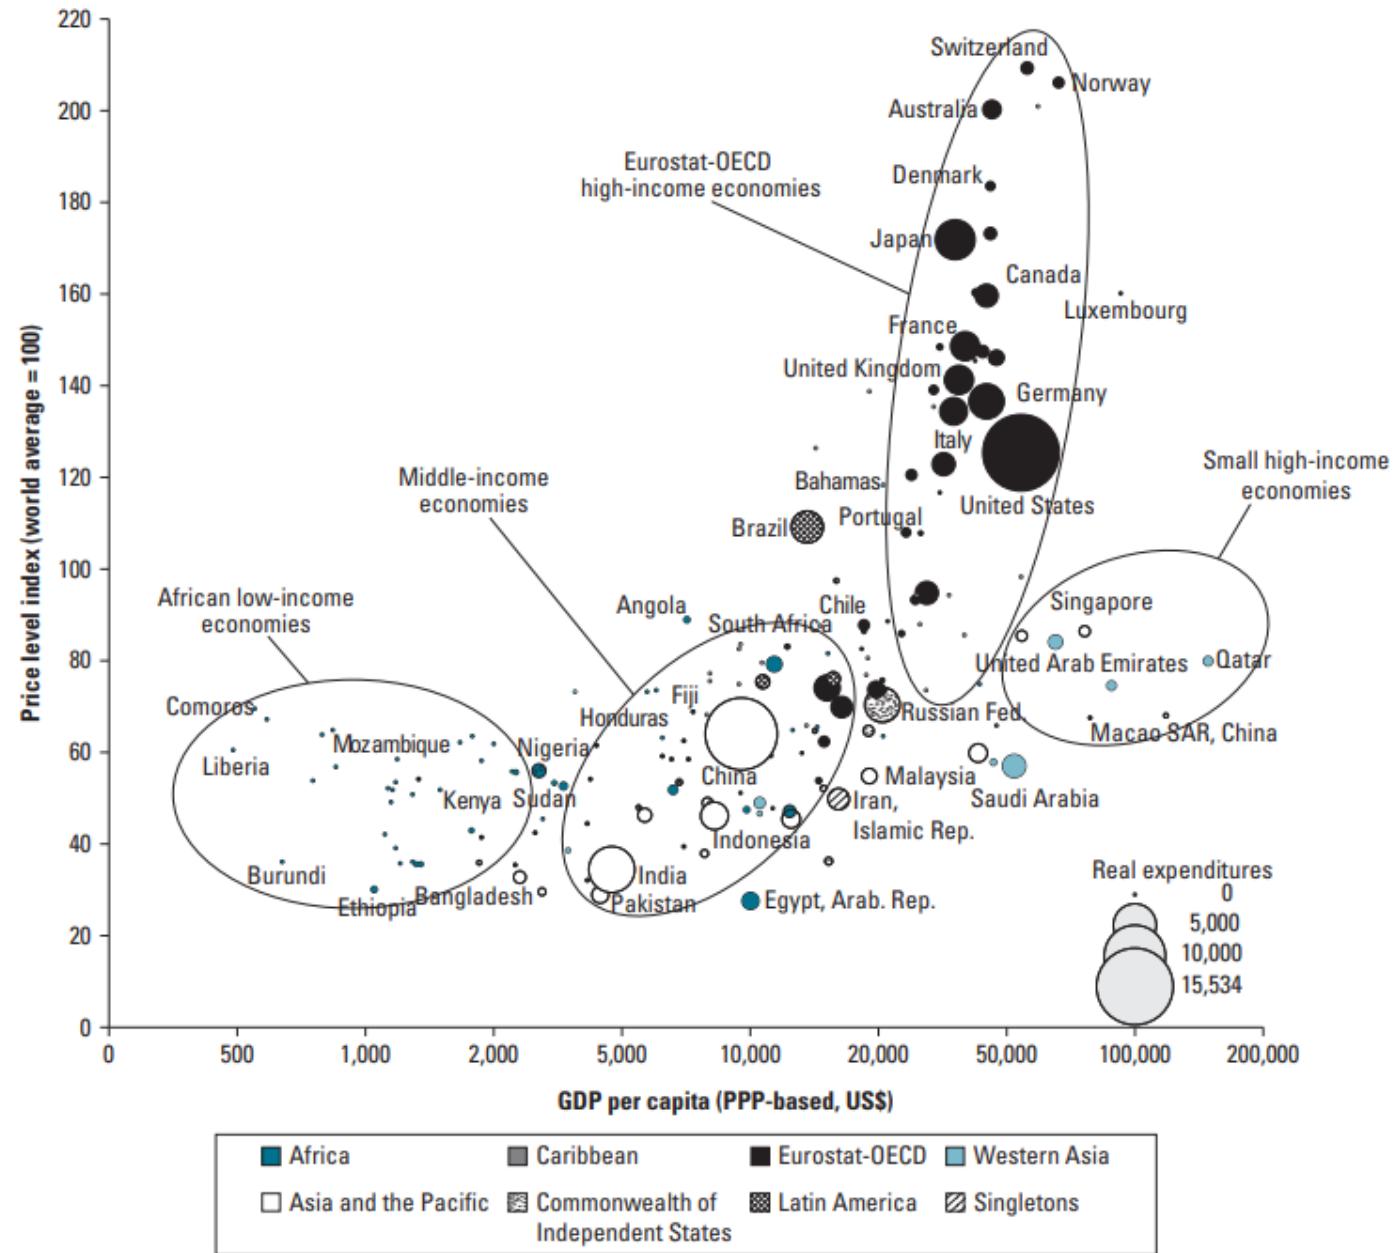 220
200
180
160
140
120
100
80
60
40
20
0
Price level index (world average = 100)
Switzerland
Norway
Australia
Eurostat-OECD
high-income economies
Denmark
Japan
Canada
Luxembourg
France
United Kingdom
Germany
Italy
Small high-income
economies
Middle-income
economies
Bahamas
United States
Portugal
Brazil
African low-income
economies
Angola
Chile
Singapore
South Africa
United Arab Emirates
Qatar
Fiji
Comoros
Honduras
Russian Fed.
Macao SAR, China
Mozambique
Nigeria
Liberia
China
Malaysia
Kenya
Sudan
Iran,
Islamic Rep.
Saudi Arabia
Indonesia
Burundi
India
Real expenditures
0
5,000
10,000
15,534
Ethiopia
Bangladesh
Pakistan
Egypt, Arab. Rep.
0
500
1,000
2,000
5,000
10,000
20,000
50,000
100,000
200,000
GDP per capita (PPP-based, US$)
Africa
Caribbean
Eurostat-OECD
Western Asia
Asia and the Pacific
Commonwealth of
Independent States
Latin America
Singletons